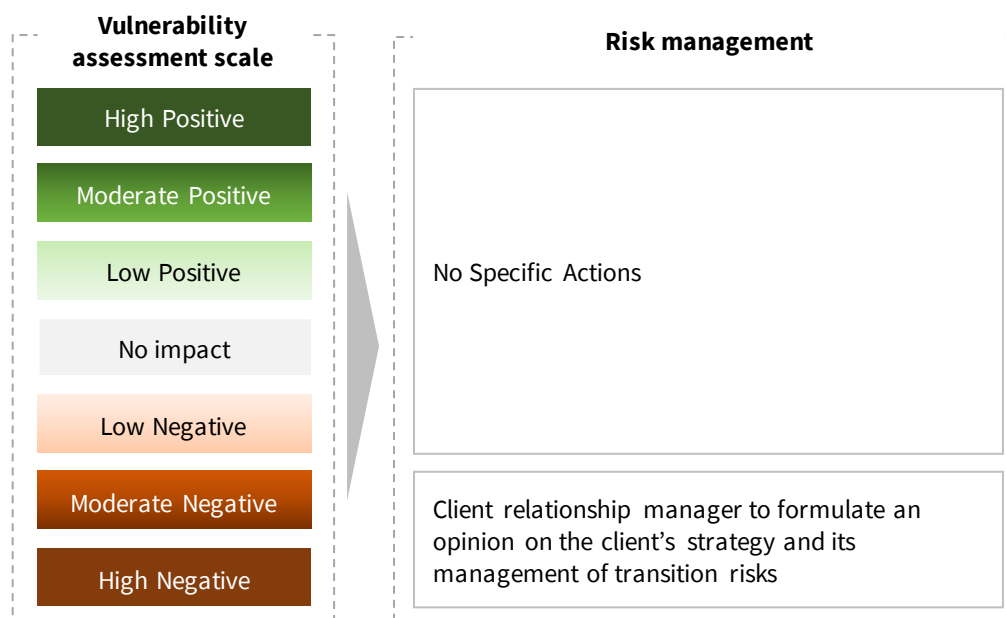 Vulnerability
assessment scale
High Positive
Moderate Positive
Low Positive
No impact
Low Negative
Moderate Negative
High Negative
Risk management
No Specific Actions
Client relationship manager to formulate an
opinion on the client’s strategy and its
management of transition risks